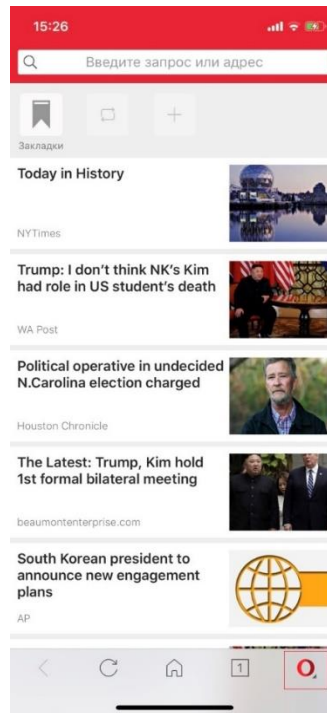 15:26
Введите запрос или адрес
Закладки
Today in History
NYTimes
Trump: I don't think NK's Kim
had role in US student's death
WA Post
Political operative in undecided
N.Carolina election charged
Houston Chronicle
The Latest: Trump, Kim hold
1st formal bilateral meeting
beaumontenterprise.com
South Korean president to
announce new engagement
plans
AP
1